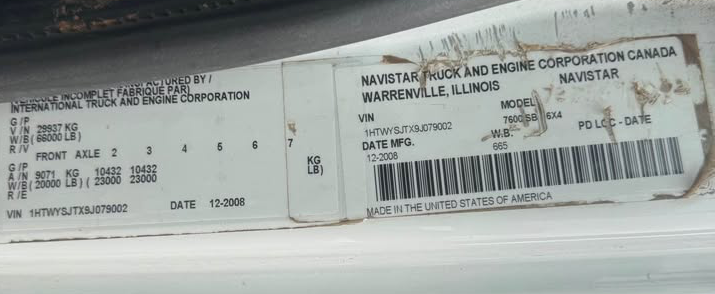 MANUFACTURED BY /
VEHICULE INCOMPLET FABRIQUE PAR)
INTERNATIONAL TRUCK AND ENGINE CORPORATION
G / P
V / N 29937 KG
W/B ( 66000 LB )
R / V
FRONT AXLE 2 3 4 5 6 7
G / P
A / N 9071 KG 10432 10432 KG
W/B ( 20000 LB ) ( 23000 23000 LB )
R / E
VIN 1HTWYSJTX9J079002 DATE 12-2008
NAVISTAR TRUCK AND ENGINE CORPORATION CANADA
WARRENVILLE, ILLINOIS NAVISTAR
VIN MODEL
1HTWYSJTX9J079002 7600 SB 6X4
DATE MFG. W.B. PD LOC - DATE
12-2008 665
MADE IN THE UNITED STATES OF AMERICA